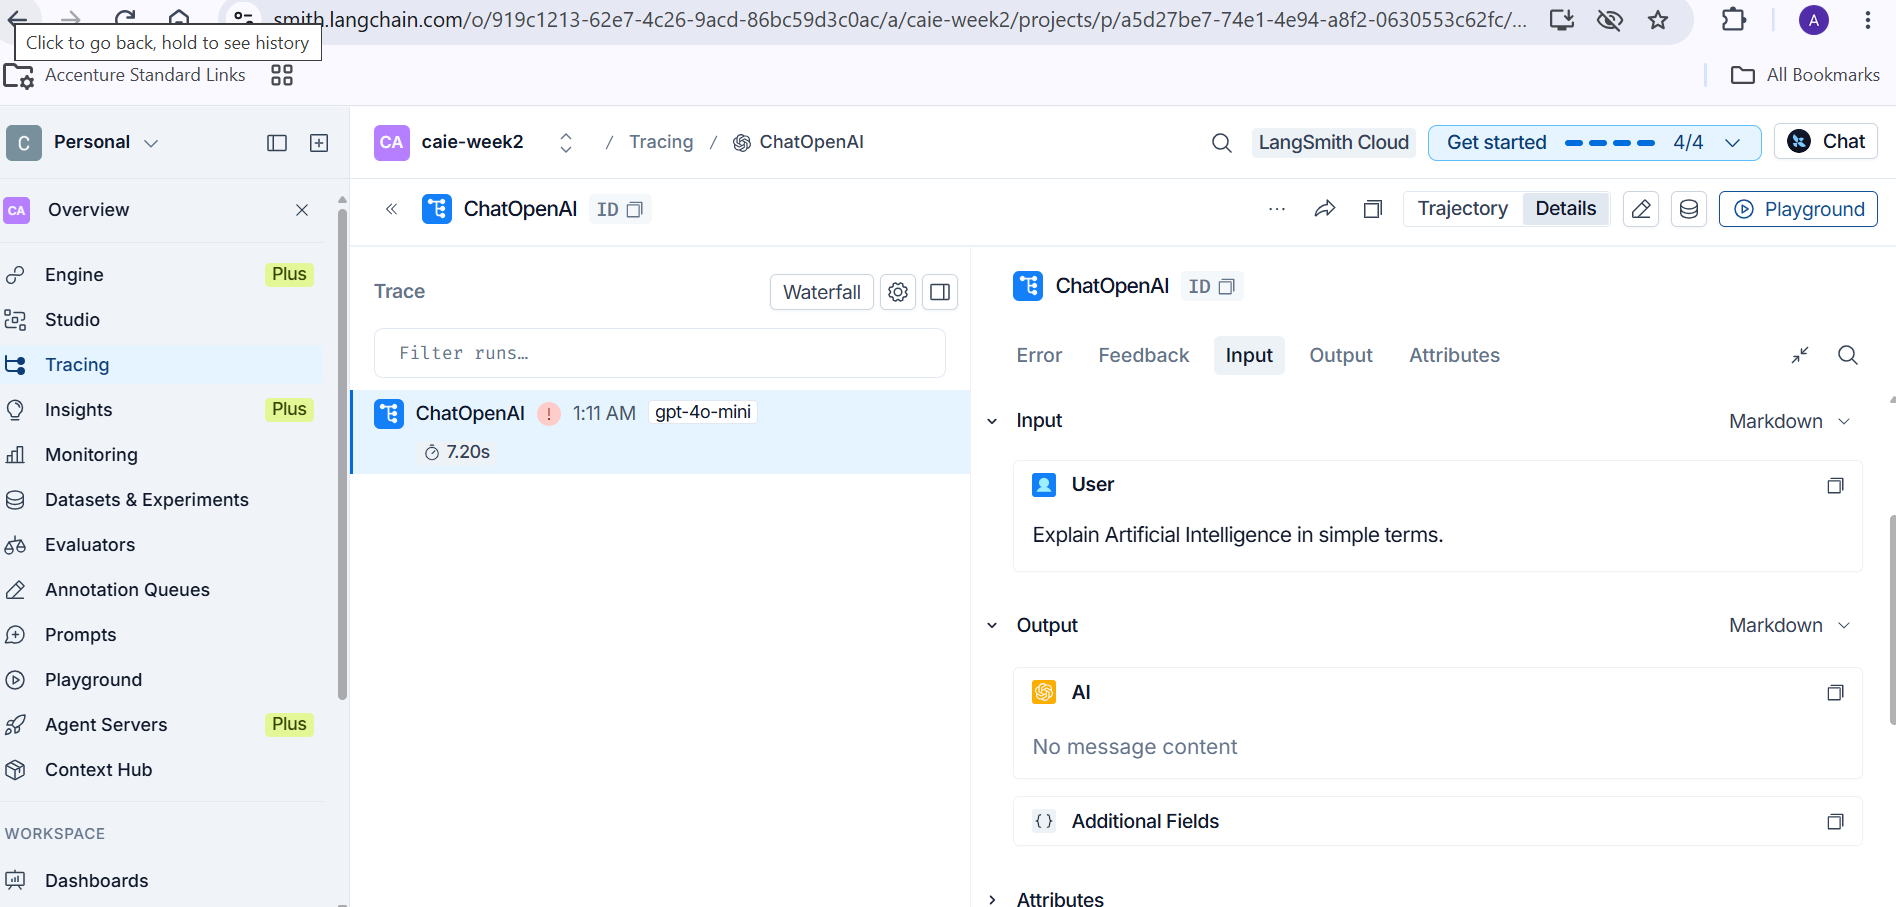 smith.langchain.com/o/919c1213-62e7-4c26-9acd-86bc59d3c0ac/a/caie-week2/projects/p/a5d27be7-74e1-4e94-a8f2-0630553c62fc/...
A
Click to go back, hold to see history
Accenture Standard Links
All Bookmarks
C Personal
CA caie-week2 / Tracing / ChatOpenAI
LangSmith Cloud
Get started 4/4
Chat
CA Overview
Engine Plus
Studio
Tracing
Insights Plus
Monitoring
Datasets & Experiments
Evaluators
Annotation Queues
Prompts
Playground
Agent Servers Plus
Context Hub
WORKSPACE
Dashboards
ChatOpenAI ID
Trajectory Details
Playground
Trace
Waterfall
Filter runs...
ChatOpenAI ! 1:11 AM gpt-4o-mini
7.20s
ChatOpenAI ID
Error Feedback Input Output Attributes
Input Markdown
User
Explain Artificial Intelligence in simple terms.
Output Markdown
AI
No message content
{} Additional Fields
Attributes